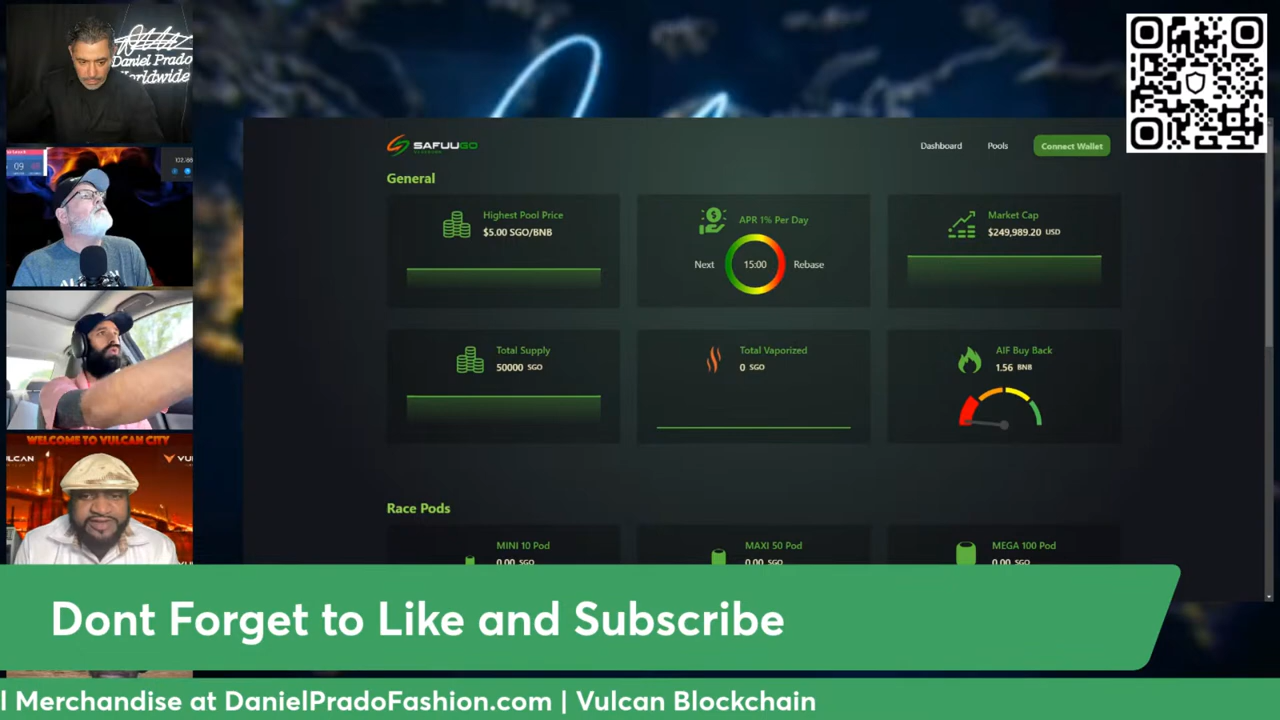 Daniel Prado
Worldwide
09
WELCOME TO VULCAN CITY
SAFUUGO
Dashboard
Pools
Connect Wallet
General
Highest Pool Price
$5.00 SGO/BNB
APR 1% Per Day
Next
15:00
Rebase
Market Cap
$249,989.20 USD
Total Supply
50000 SGO
Total Vaporized
0 SGO
AIF Buy Back
1.56 BNB
Race Pods
MINI 10 Pod
0.00 SGO
MAXI 50 Pod
0.00 SGO
MEGA 100 Pod
0.00 SGO
Dont Forget to Like and Subscribe
l Merchandise at DanielPradoFashion.com | Vulcan Blockchain